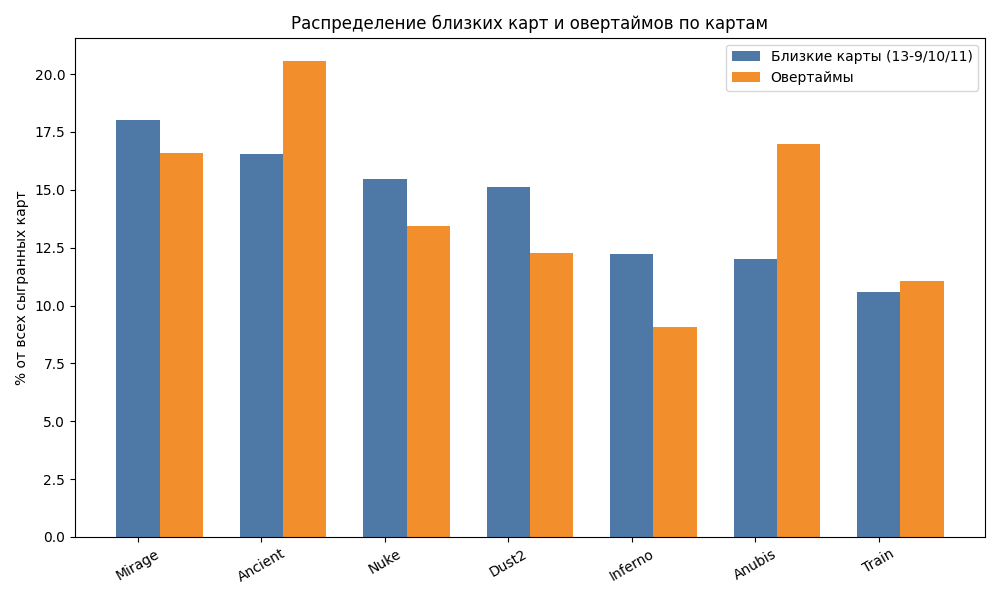 Распределение близких карт и овертаймов по картам
Близкие карты (13-9/10/11)
Овертаймы
% от всех сыгранных карт
20.0
17.5
15.0
12.5
10.0
7.5
5.0
2.5
0.0
Mirage
Ancient
Nuke
Dust2
Inferno
Anubis
Train